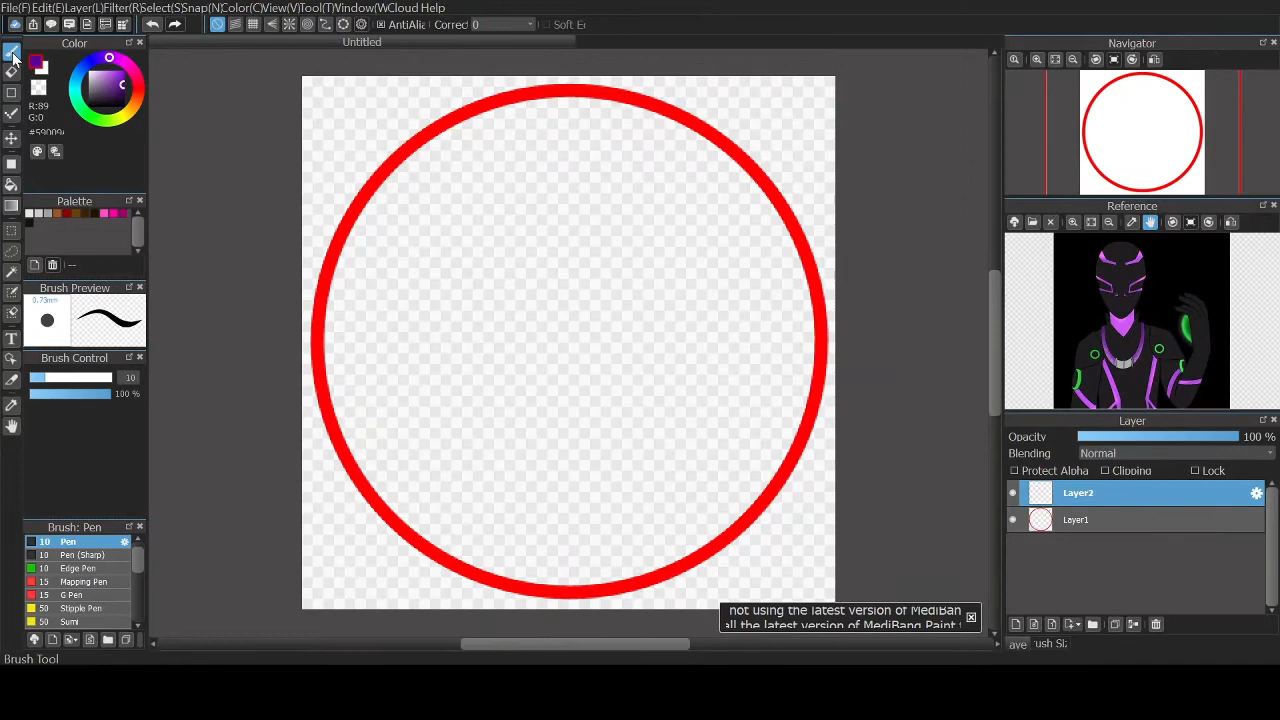 File(F) Edit(E) Layer(L) Filter(R) Select(S) Snap(N) Color(C) View(V) Tool(T) Window(W Cloud Help
AntiAlia Correct 0 Soft Ed
Color
Untitled
Navigator
R:89
G:0
#59009
Palette
--
Reference
Brush Preview
0.73mm
Brush Control
10
100 %
Layer
Opacity 100 %
Blending Normal
Protect Alpha Clipping Lock
Layer2
Layer1
Brush: Pen
10 Pen
10 Pen (Sharp)
10 Edge Pen
15 Mapping Pen
15 G Pen
50 Stipple Pen
50 Sumi
not using the latest version of MediBan
all the latest version of MediBang Paint
aye rush Siz
Brush Tool